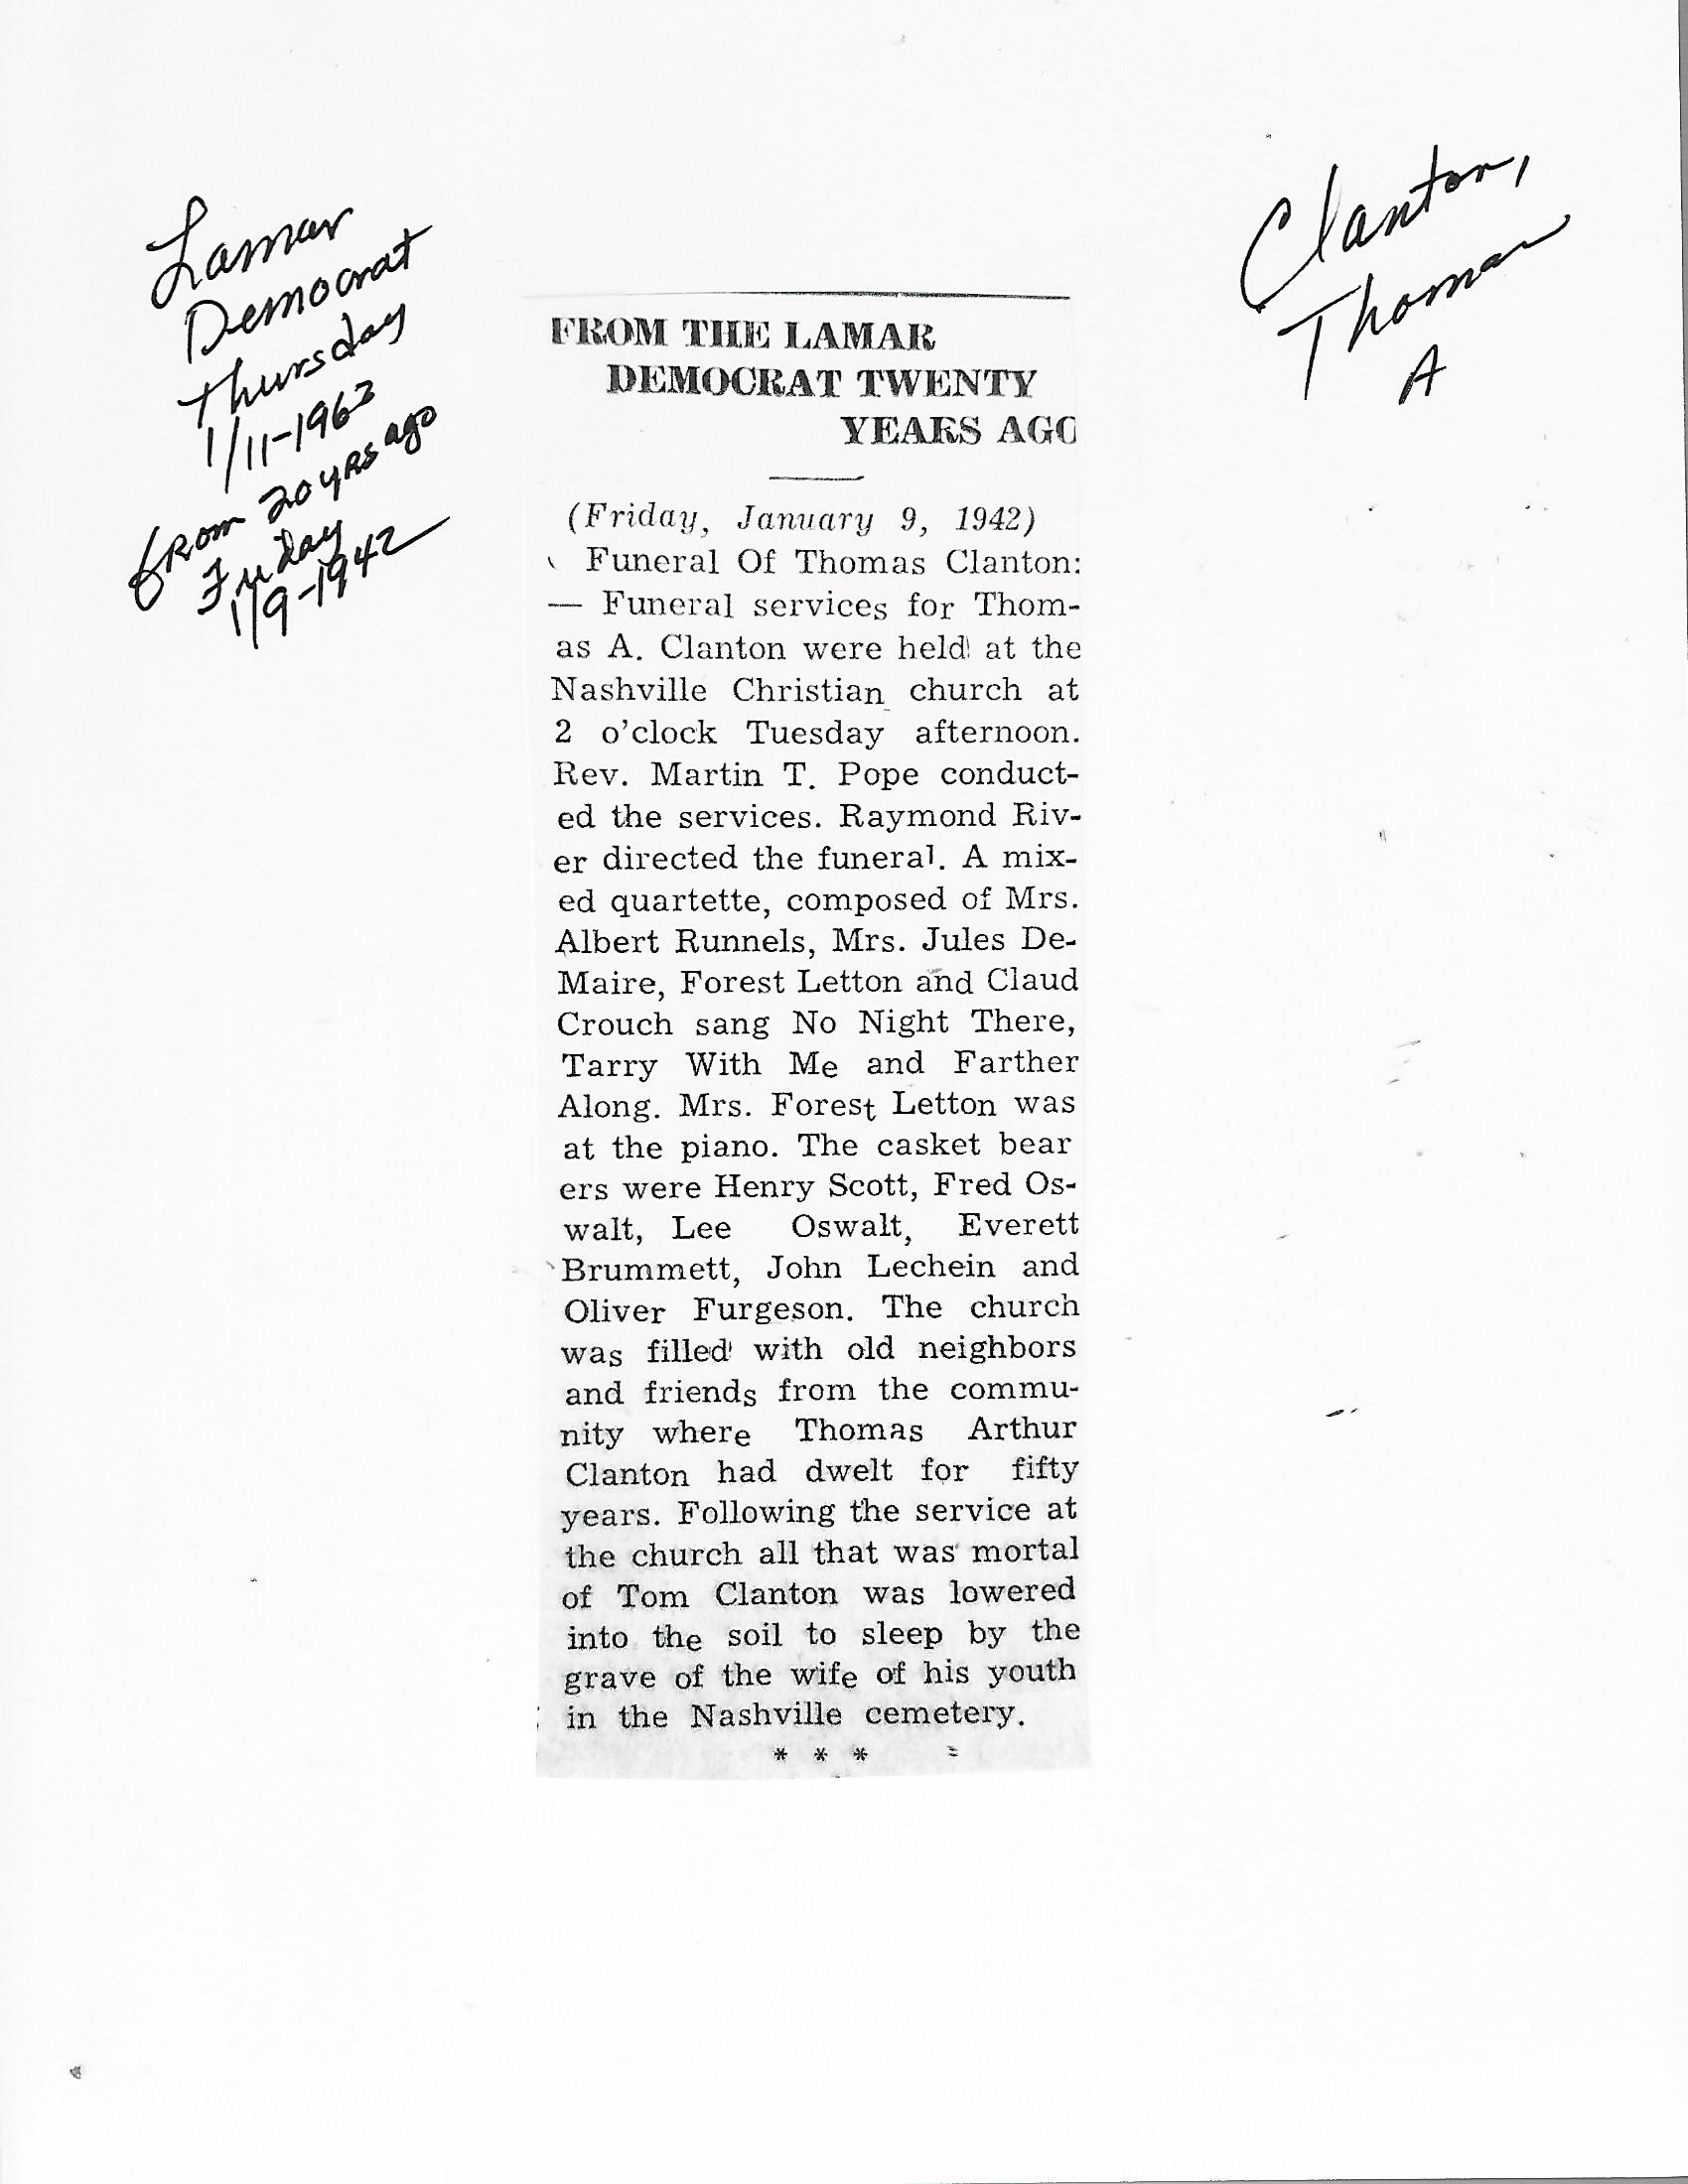 Lamar
Democrat
Thursday
1/11-1963
from 20 yrs ago
Friday
1/9-1942
Clanton,
Thomas
A
FROM THE LAMAR
DEMOCRAT TWENTY
YEARS AGO
(Friday, January 9, 1942)
Funeral Of Thomas Clanton:
— Funeral services for Thom-
as A. Clanton were held at the
Nashville Christian church at
2 o'clock Tuesday afternoon.
Rev. Martin T. Pope conduct-
ed the services. Raymond Riv-
er directed the funeral. A mix-
ed quartette, composed of Mrs.
Albert Runnels, Mrs. Jules De-
Maire, Forest Letton and Claud
Crouch sang No Night There,
Tarry With Me and Farther
Along. Mrs. Forest Letton was
at the piano. The casket bear
ers were Henry Scott, Fred Os-
walt, Lee Oswalt, Everett
Brummett, John Lechein and
Oliver Furgeson. The church
was filled with old neighbors
and friends from the commu-
nity where Thomas Arthur
Clanton had dwelt for fifty
years. Following the service at
the church all that was mortal
of Tom Clanton was lowered
into the soil to sleep by the
grave of the wife of his youth
in the Nashville cemetery.
* * *